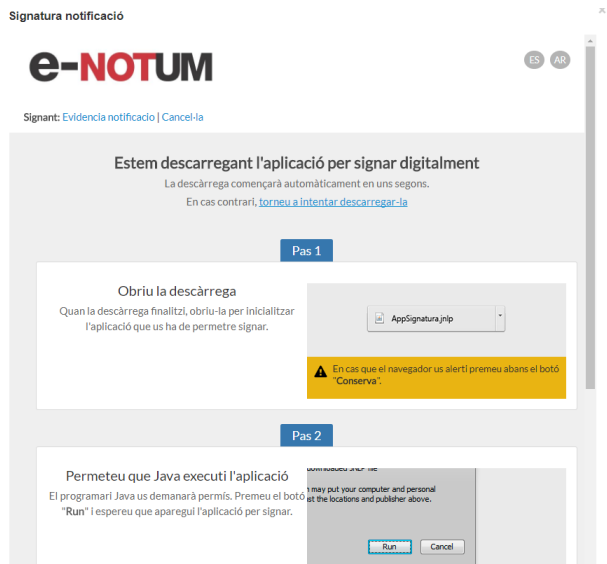 Signatura notificació
e-NOTUM
ES AR
Signant: Evidencia notificacio | Cancel·la
Estem descarregant l'aplicació per signar digitalment
La descàrrega començarà automàticament en uns segons.
En cas contrari, torneu a intentar descarregar-la
Pas 1
Obriu la descàrrega
Quan la descàrrega finalitzi, obriu-la per inicialitzar
l'aplicació que us ha de permetre signar.
AppSignatura.jnlp
En cas que el navegador us alerti premeu abans el botó
"Conserva".
Pas 2
Permeteu que Java executi l'aplicació
El programari Java us demanarà permís. Premeu el botó
"Run" i espereu que aparegui l'aplicació per signar.
downloaded JNLP file
may put your computer and personal
st the locations and publisher above.
Run Cancel